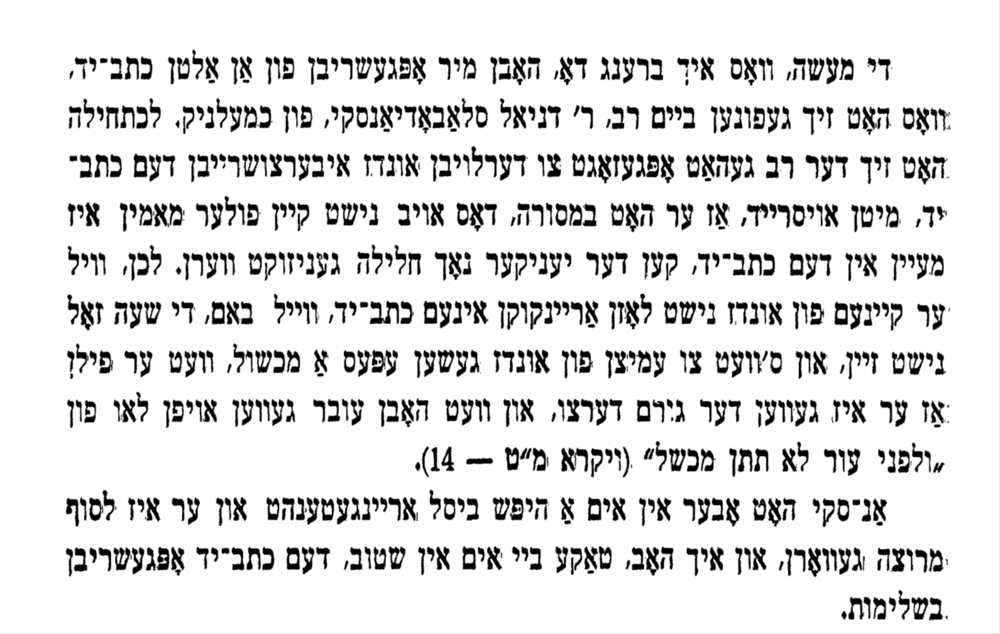 די מעשה, וואָס איך ברענג דאָ, האָבן מיר אָפּגעשריבן פון אַן אַלטן כתב־יד,
וואָס האָט זיך געפונען ביים רב, ר' דניאל סלאַבאָדיאַנסקי, פון כמעלניק. לכתחילה
האָט זיך דער רב געהאַט אָפּגעזאָגט צו דערלויבן אונדז איבערצושרייבן דעם כתב־
יד, מיטן אויסרייד, אַז ער האָט במסורה, דאָס אויב נישט קיין פולער מאמין איז
מעיין אין דעם כתב־יד, קען דער יעניקער נאָך חלילה געניזוקט ווערן. לכן, וויל
ער קיינעם פון אונדז נישט לאָזן אַריינקוקן אינעם כתב־יד, ווייל באם, די שעה זאָל
נישט זיין, און ס'וועט צו עמיצן פון אונדז געשען עפּעס אַ מכשול, וועט ער פילן
אַז ער איז געווען דער גורם דערצו, און וועט האָבן עובר געווען אויפן לאו פון
„ולפני עור לא תתן מכשל" (ויקרא מ"ט — 14).
אַנ־סקי האָט אָבער אין אים אַ היפּש ביסל אריינגעטענהט און ער איז לסוף
מרוצה געוואָרן, און איך האָב, טאַקע ביי אים אין שטוב, דעם כתב־יד אָפּגעשריבן
בשלימות.